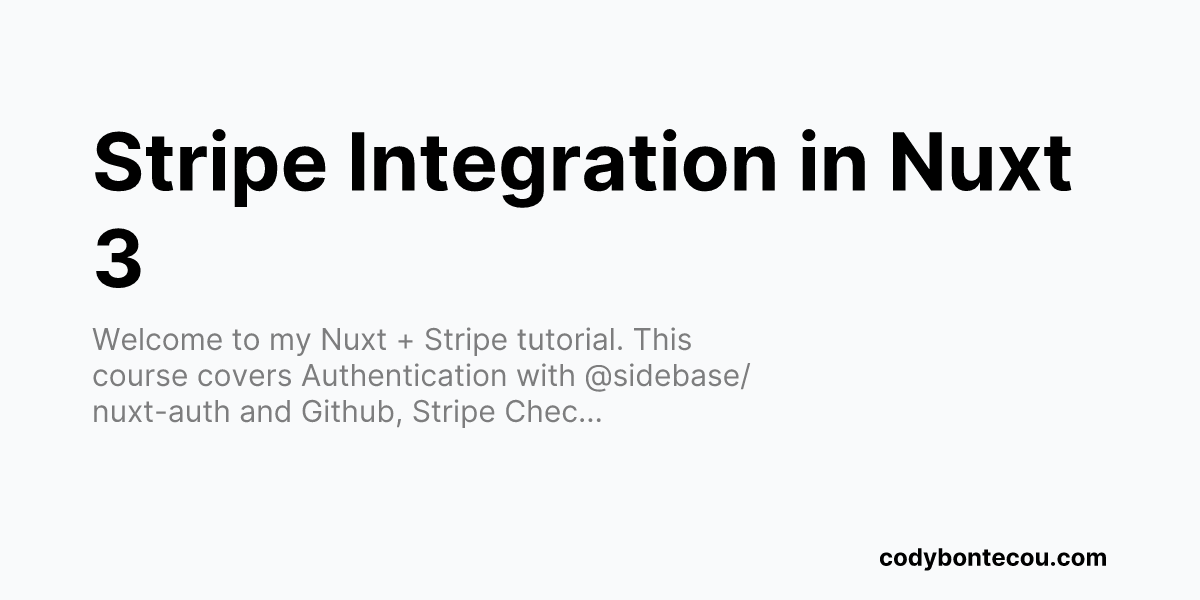 Stripe Integration in Nuxt
3
Welcome to my Nuxt + Stripe tutorial. This
course covers Authentication with @sidebase/
nuxt-auth and Github, Stripe Chec...
codybontecou.com